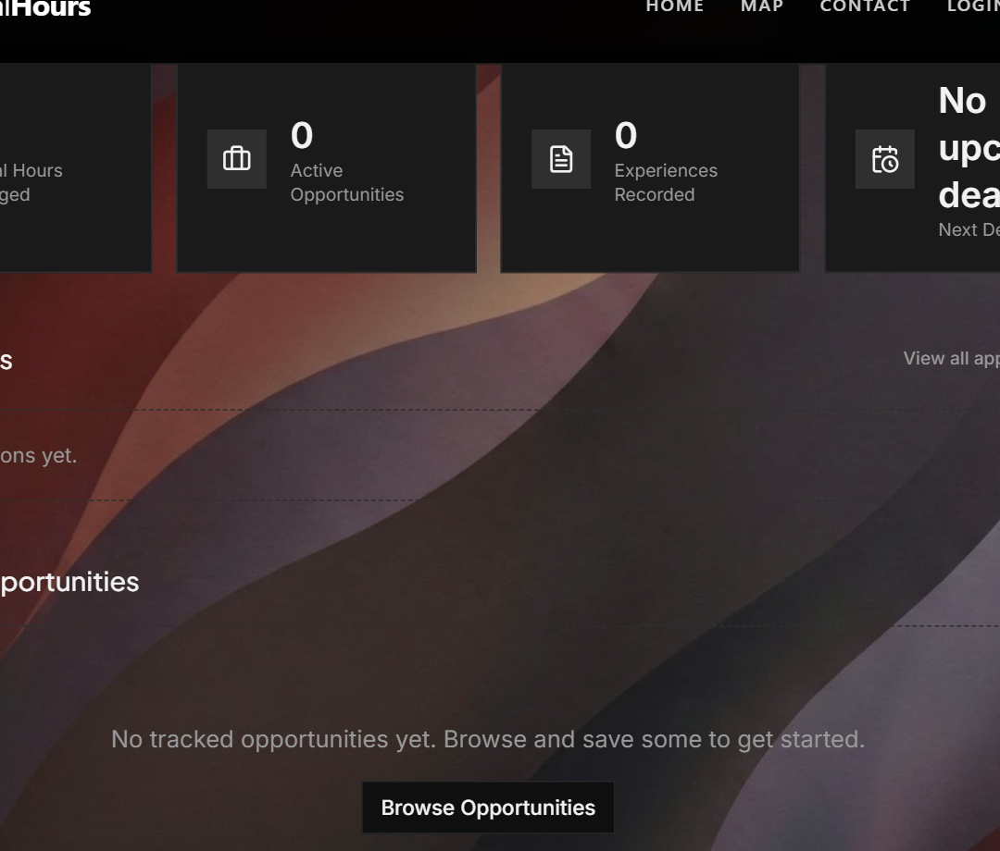 alHours
HOME MAP CONTACT LOGIN
al Hours
ged
0
Active
Opportunities
0
Experiences
Recorded
No
upc
dea
Next De
s
View all app
ons yet.
portunities
No tracked opportunities yet. Browse and save some to get started.
Browse Opportunities